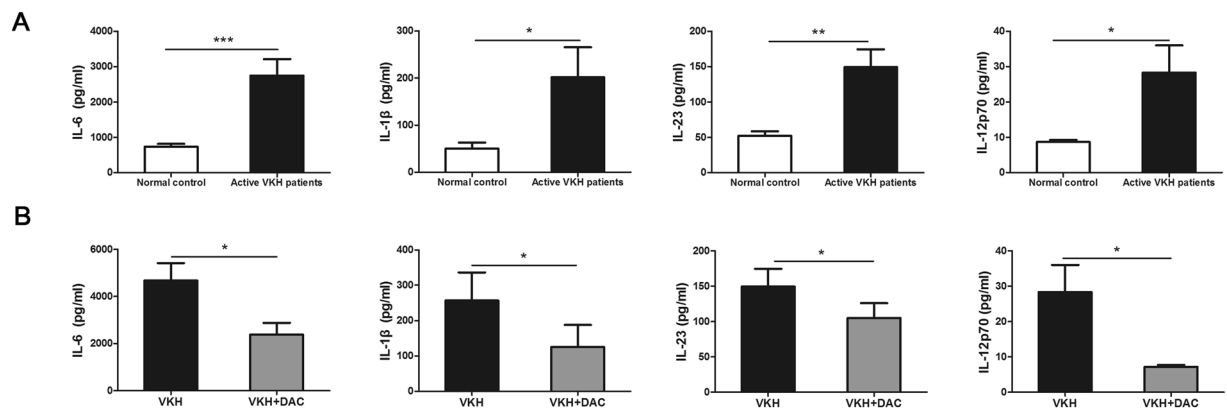 A
IL-6 (pg/ml)
4000
3000
2000
1000
0
***
Normal control
Active VKH patients
IL-1β (pg/ml)
300
200
100
0
*
Normal control
Active VKH patients
IL-23 (pg/ml)
150
100
50
0
**
Normal control
Active VKH patients
IL-12p70 (pg/ml)
40
30
20
10
0
*
Normal control
Active VKH patients
B
IL-6 (pg/ml)
6000
4000
2000
0
*
VKH
VKH+DAC
IL-1β (pg/ml)
400
300
200
100
0
*
VKH
VKH+DAC
IL-23 (pg/ml)
200
150
100
50
0
*
VKH
VKH+DAC
IL-12p70 (pg/ml)
40
30
20
10
0
*
VKH
VKH+DAC